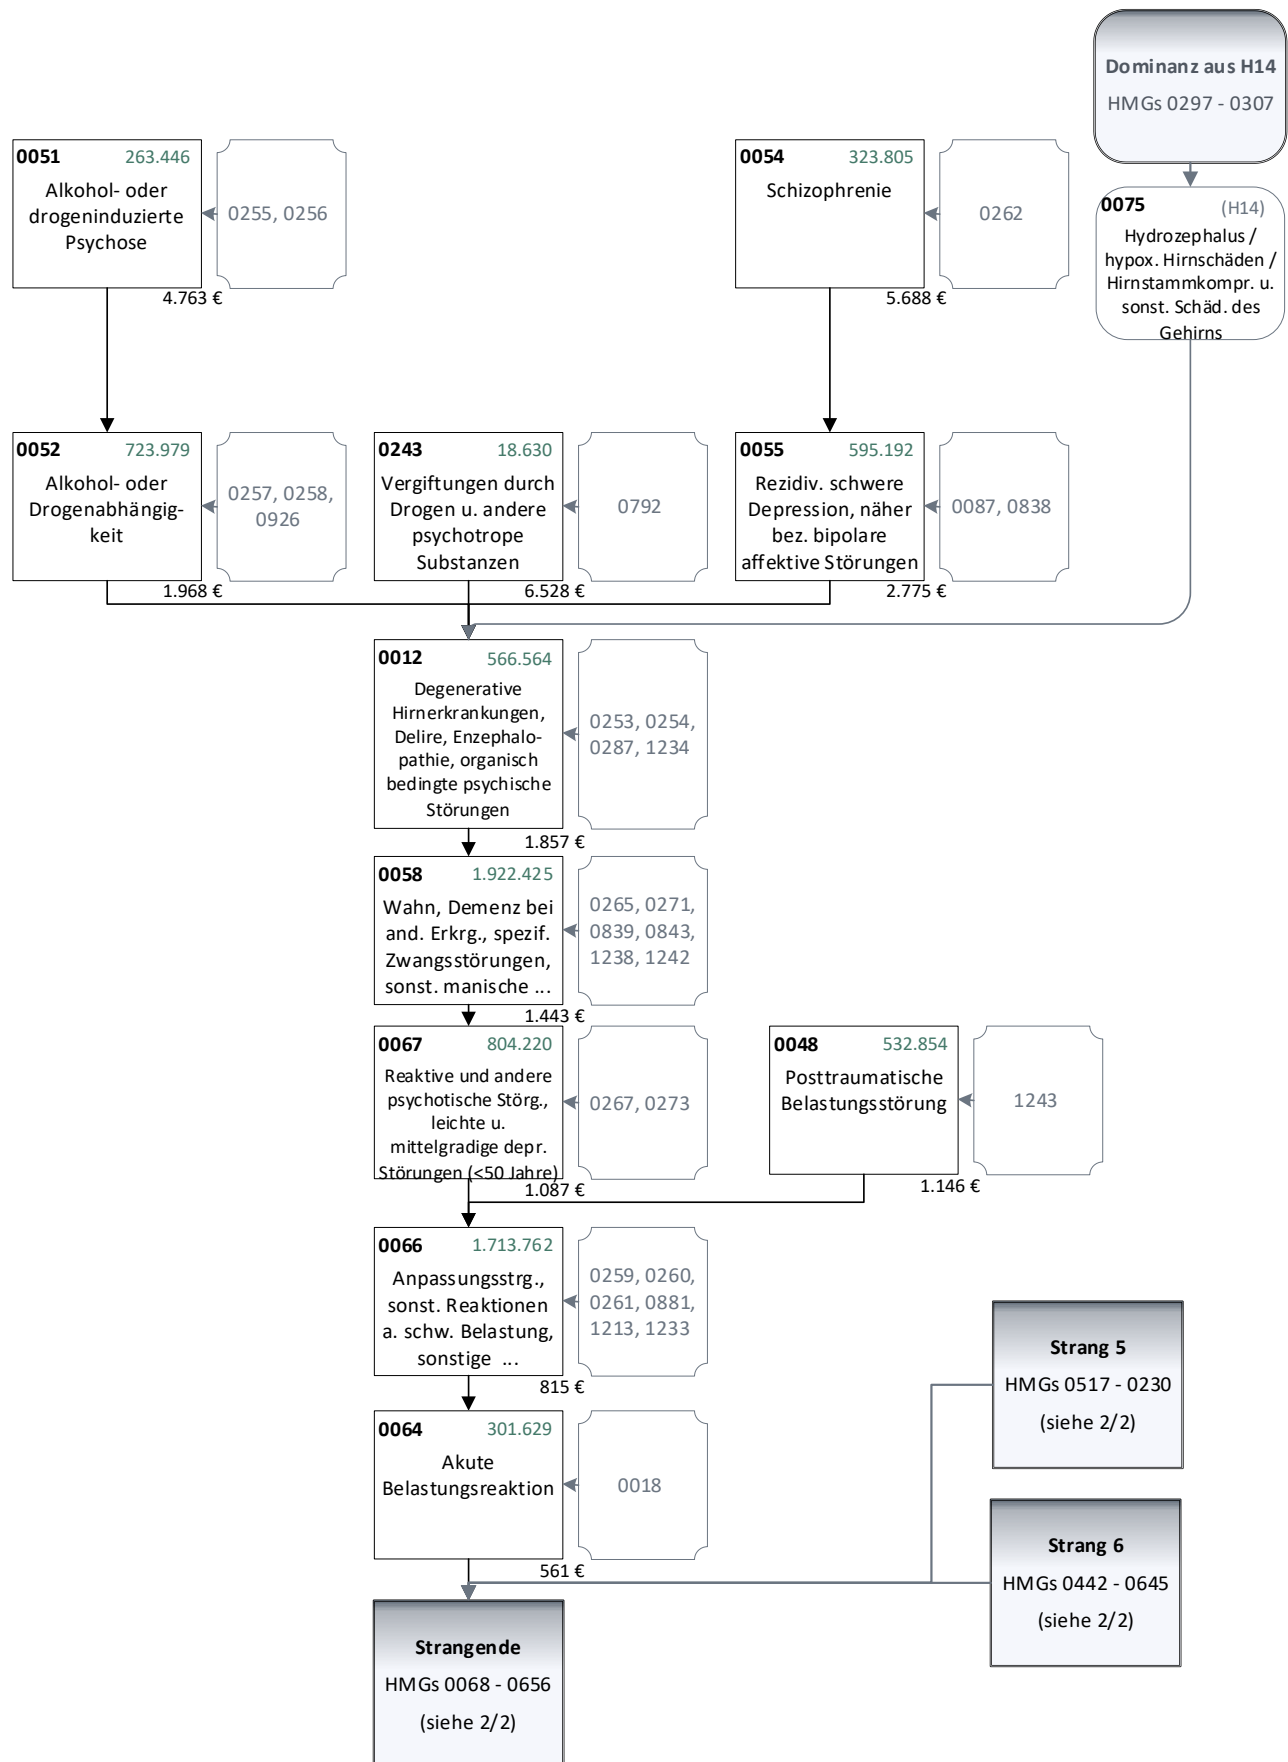 Dominanz aus H14
HMGs 0297 - 0307
0051 263.446
Alkohol- oder
drogeninduzierte
Psychose
0255, 0256
4.763 €
0054 323.805
Schizophrenie
0262
5.688 €
0075 (H14)
Hydrozephalus /
hypox. Hirnschäden /
Hirnstammkompr. u.
sonst. Schäd. des
Gehirns
0052 723.979
Alkohol- oder
Drogenabhängig-
keit
0257, 0258,
0926
1.968 €
0243 18.630
Vergiftungen durch
Drogen u. andere
psychotrope
Substanzen
0792
6.528 €
0055 595.192
Rezidiv. schwere
Depression, näher
bez. bipolare
affektive Störungen
0087, 0838
2.775 €
0012 566.564
Degenerative
Hirnerkrankungen,
Delire, Enzephalo-
pathie, organisch
bedingte psychische
Störungen
0253, 0254,
0287, 1234
1.857 €
0058 1.922.425
Wahn, Demenz bei
and. Erkrg., spezif.
Zwangsstörungen,
sonst. manische ...
0265, 0271,
0839, 0843,
1238, 1242
1.443 €
0067 804.220
Reaktive und andere
psychotische Störg.,
leichte u.
mittelgradige depr.
Störungen (<50 Jahre)
0267, 0273
1.087 €
0048 532.854
Posttraumatische
Belastungsstörung
1243
1.146 €
0066 1.713.762
Anpassungsstrg.,
sonst. Reaktionen
a. schw. Belastung,
sonstige ...
0259, 0260,
0261, 0881,
1213, 1233
815 €
0064 301.629
Akute
Belastungsreaktion
0018
561 €
Strang 5
HMGs 0517 - 0230
(siehe 2/2)
Strang 6
HMGs 0442 - 0645
(siehe 2/2)
Strangende
HMGs 0068 - 0656
(siehe 2/2)